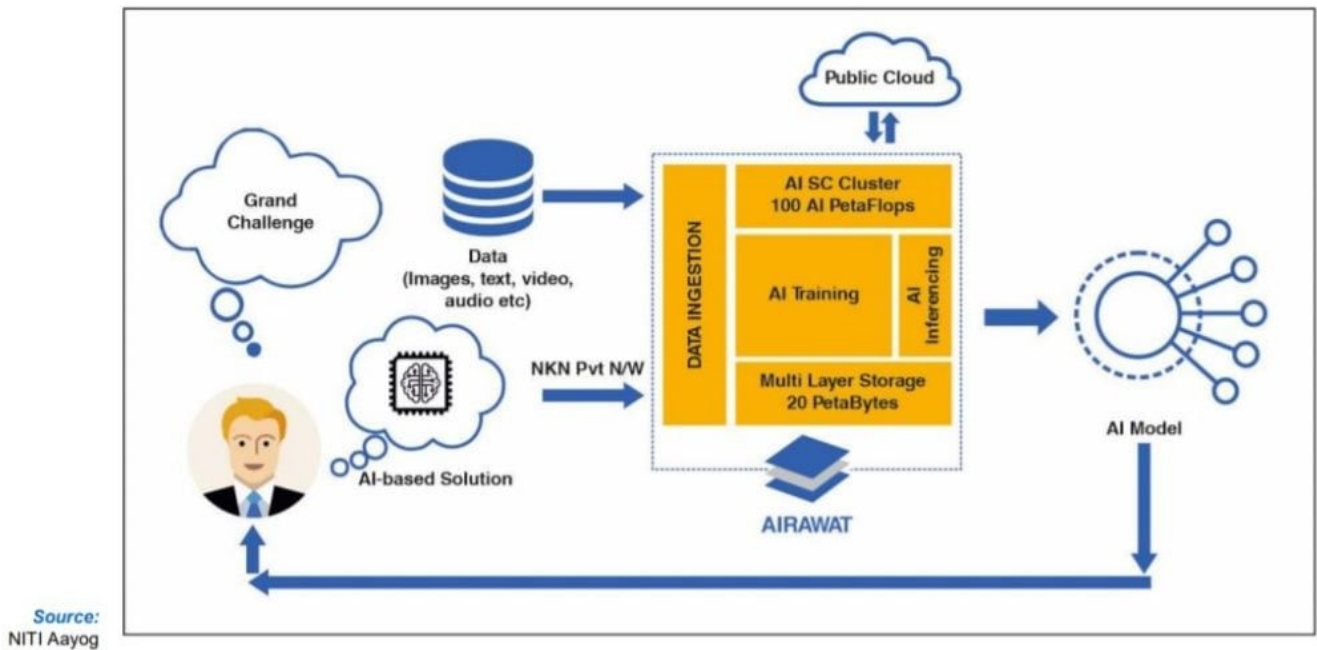 Public Cloud
Grand
Challenge
Data
(Images, text, video,
audio etc)
AI-based Solution
NKN Pvt N/W
DATA INGESTION
AI SC Cluster
100 AI PetaFlops
AI Training
AI
Inferencing
Multi Layer Storage
20 PetaBytes
AIRAWAT
AI Model
Source:
NITI Aayog